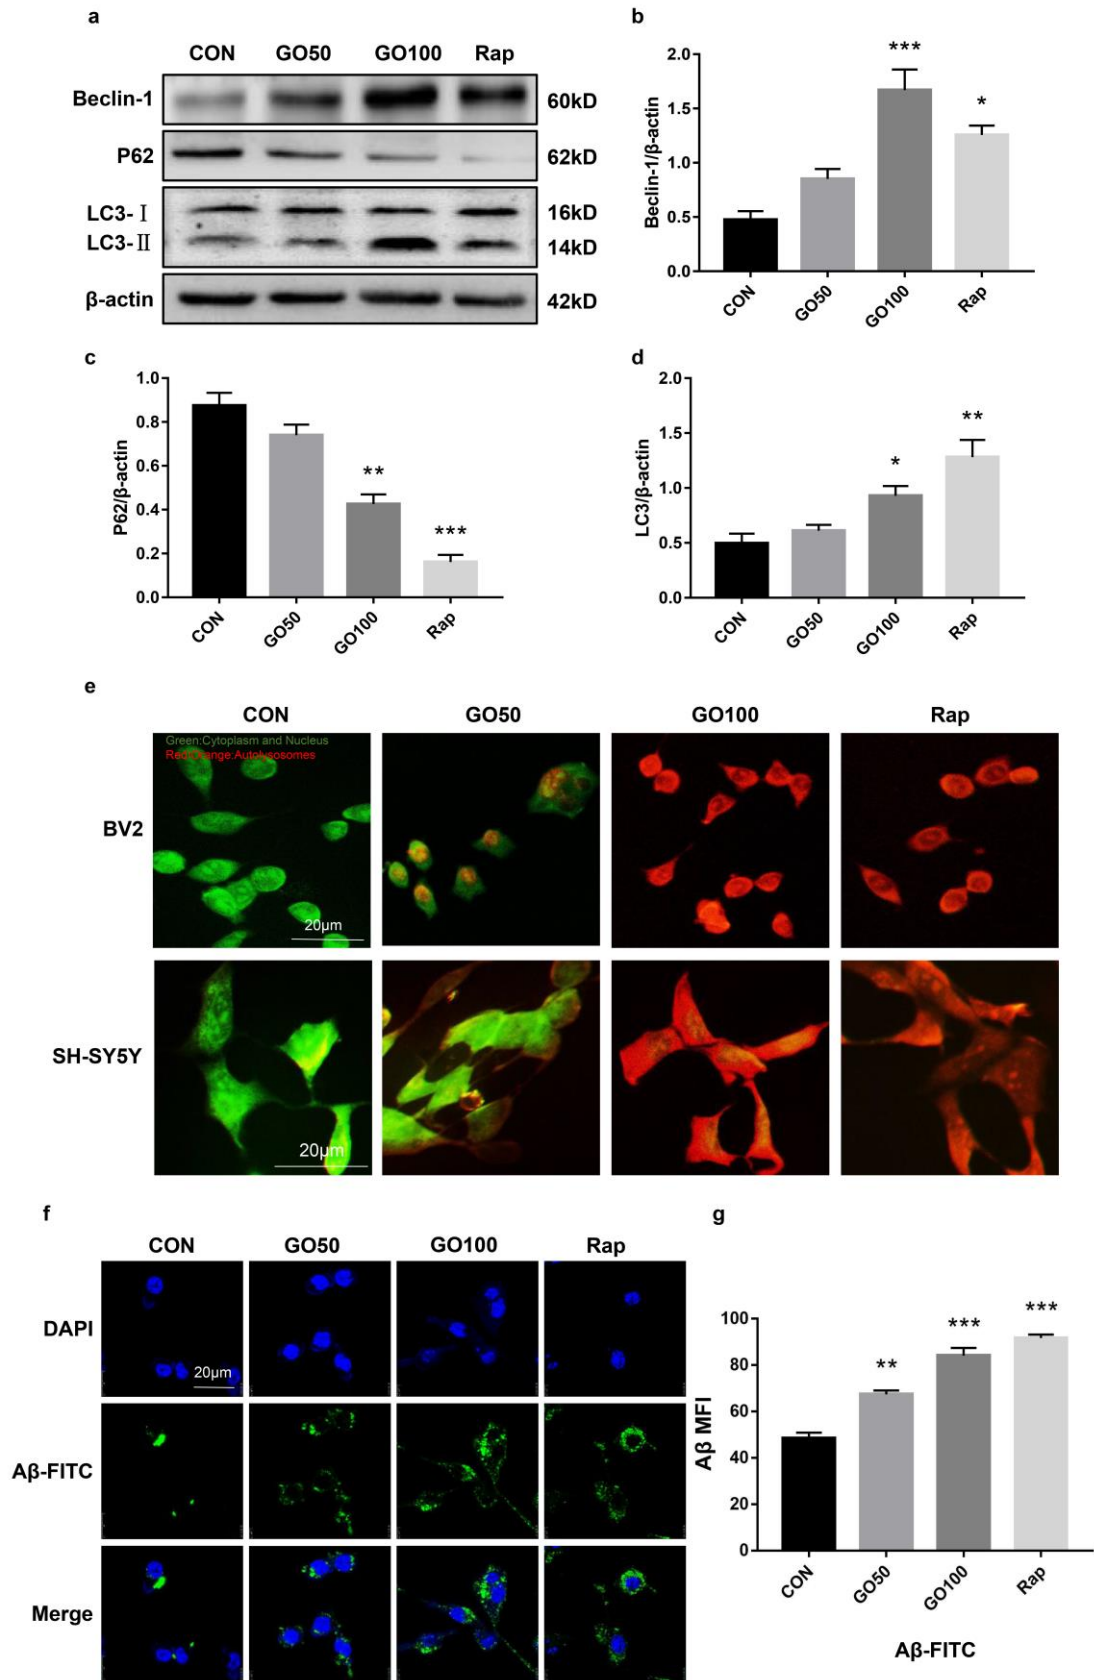 a
CON GO50 GO100 Rap
Beclin-1 60kD
P62 62kD
LC3-Ⅰ 16kD
LC3-Ⅱ 14kD
β-actin 42kD
b
Beclin-1/β-actin
2.0
1.5
1.0
0.5
0.0
***
*
CON GO50 GO100 Rap
c
P62/β-actin
1.0
0.8
0.6
0.4
0.2
0.0
**
***
CON GO50 GO100 Rap
d
LC3/β-actin
2.0
1.5
1.0
0.5
0.0
*
**
CON GO50 GO100 Rap
e
CON GO50 GO100 Rap
Green:Cytoplasm and Nucleus
Red/Orange:Autolysosomes
BV2
20μm
SH-SY5Y
20μm
f
CON GO50 GO100 Rap
DAPI
20μm
Aβ-FITC
Merge
g
Aβ MFI
100
80
60
40
20
0
**
***
***
CON GO50 GO100 Rap
Aβ-FITC